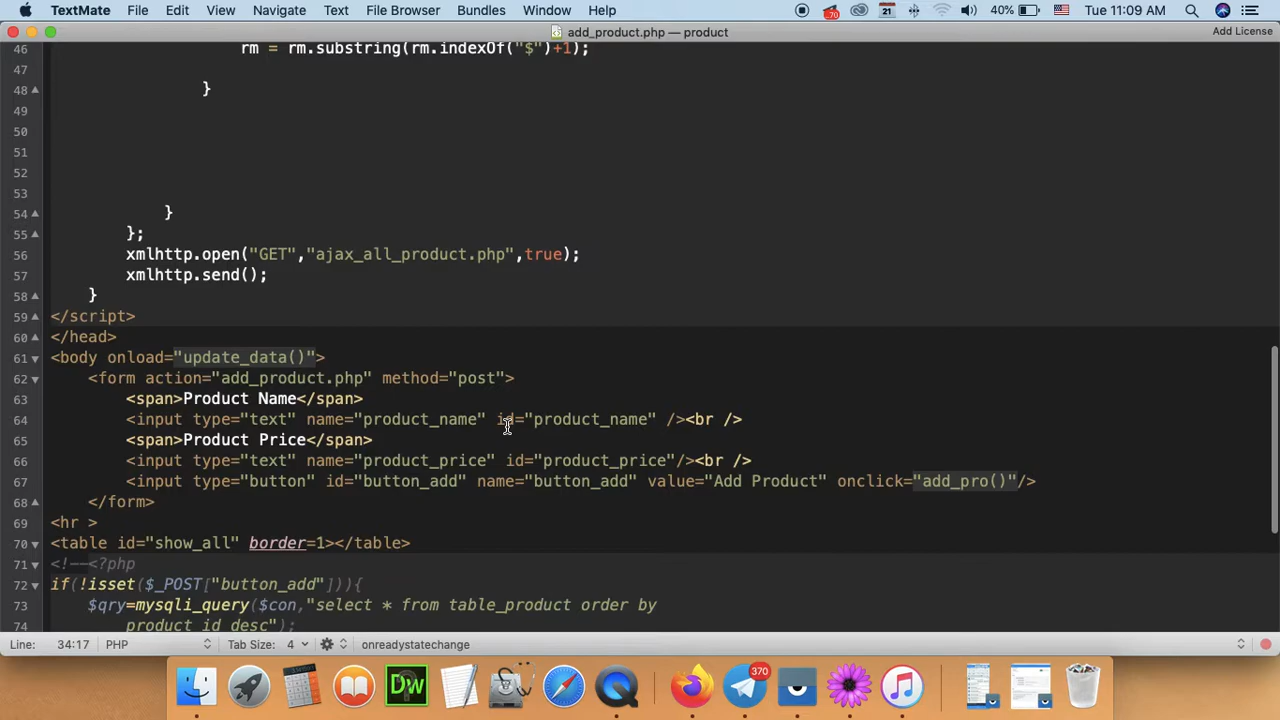 TextMate File Edit View Navigate Text File Browser Bundles Window Help 70 21 40% Tue 11:09 AM
add_product.php — product Add License
46 rm = rm.substring(rm.indexOf("$")+1);
47
48 }
49
50
51
52
53
54 }
55 };
56 xmlhttp.open("GET","ajax_all_product.php",true);
57 xmlhttp.send();
58 }
59 </script>
60 </head>
61 <body onload="update_data()">
62 <form action="add_product.php" method="post">
63 <span>Product Name</span>
64 <input type="text" name="product_name" id="product_name" /><br />
65 <span>Product Price</span>
66 <input type="text" name="product_price" id="product_price"/><br />
67 <input type="button" id="button_add" name="button_add" value="Add Product" onclick="add_pro()"/>
68 </form>
69 <hr >
70 <table id="show_all" border=1></table>
71 <!--<?php
72 if(!isset($_POST["button_add"])){
73 $qry=mysqli_query($con,"select * from table_product order by
74 product_id desc");
Line: 34:17 PHP Tab Size: 4 onreadystatechange
Dw 370